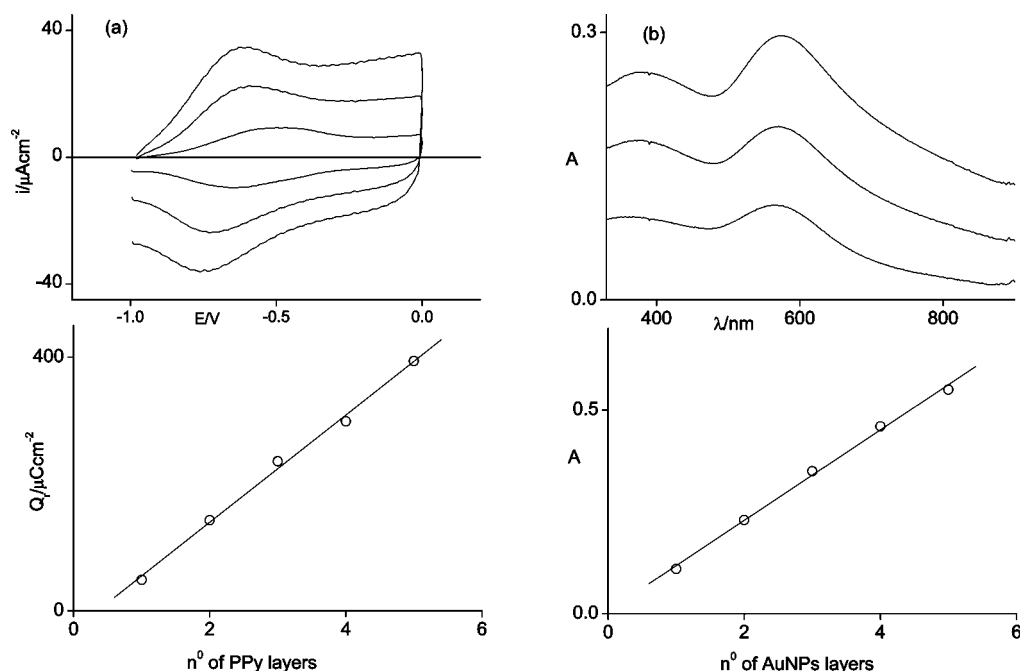 40
(a)
i/μAcm⁻²
0
-40
-1.0
E/V
-0.5
0.0
0.3
(b)
A
0.0
400
λ/nm
600
800
400
Qᵣ/μCcm⁻²
0
0
2
4
6
n⁰ of PPy layers
0.5
A
0.0
0
2
4
6
n⁰ of AuNPs layers